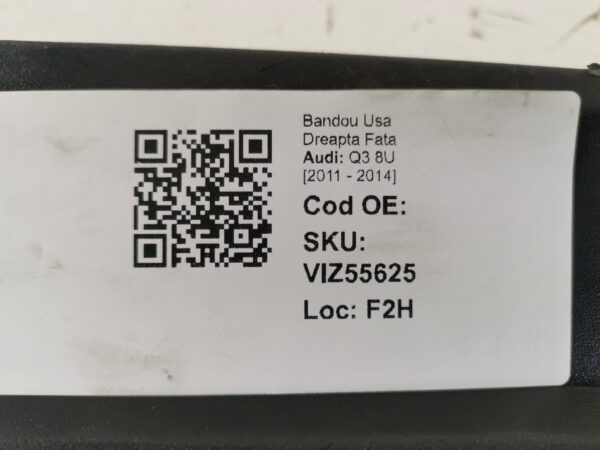 Bandou Usa
Dreapta Fata
Audi: Q3 8U
[2011 - 2014]
Cod OE:
SKU:
VIZ55625
Loc: F2H